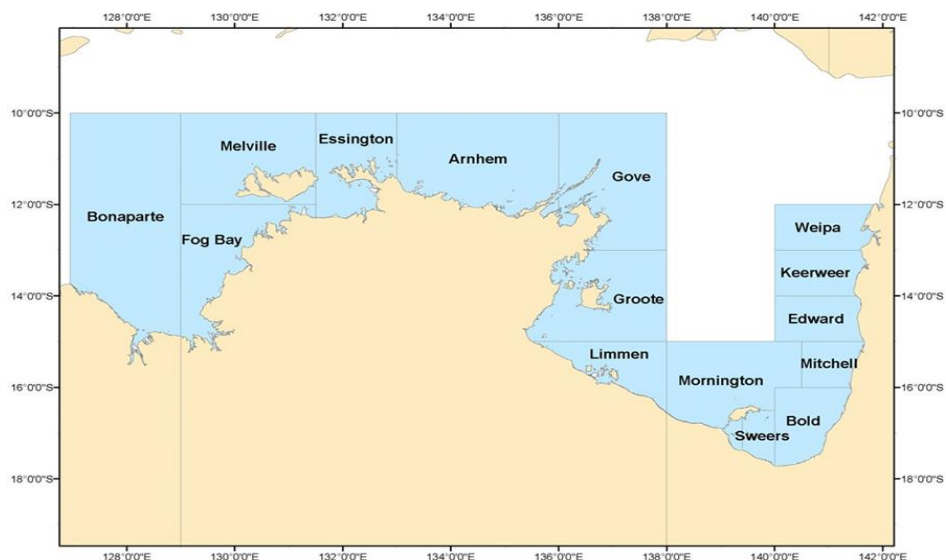 128°0'0"E 130°0'0"E 132°0'0"E 134°0'0"E 136°0'0"E 138°0'0"E 140°0'0"E 142°0'0"E
10°0'0"S 10°0'0"S
Melville Essington Arnhem
Gove
12°0'0"S 12°0'0"S
Bonaparte
Weipa
Fog Bay
Keerweer
14°0'0"S 14°0'0"S
Groote
Edward
Limmen
Mitchell
Mornington
16°0'0"S 16°0'0"S
Bold
Sweers
18°0'0"S 18°0'0"S
128°0'0"E 130°0'0"E 132°0'0"E 134°0'0"E 136°0'0"E 138°0'0"E 140°0'0"E 142°0'0"E